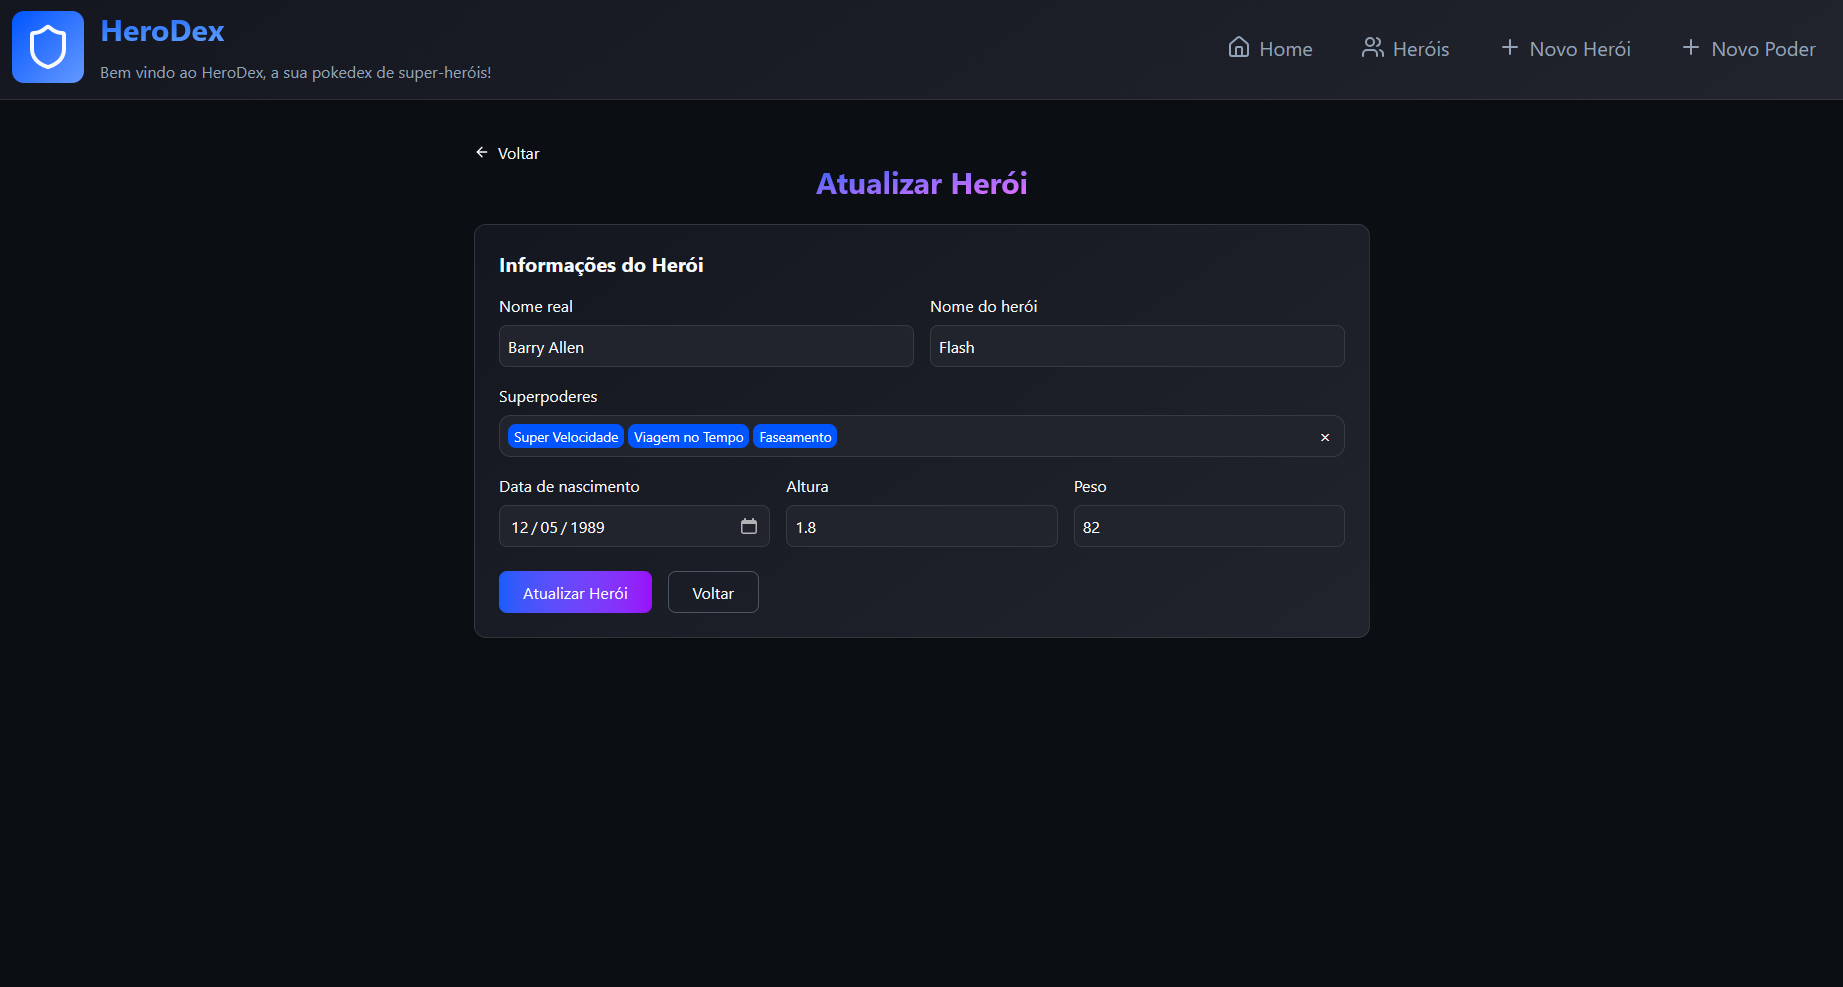 HeroDex
Bem vindo ao HeroDex, a sua pokedex de super-heróis!
Home
Heróis
Novo Herói
Novo Poder
Voltar
Atualizar Herói
Informações do Herói
Nome real
Nome do herói
Barry Allen
Flash
Superpoderes
Super Velocidade
Viagem no Tempo
Faseamento
×
Data de nascimento
Altura
Peso
12/05/1989
1.8
82
Atualizar Herói
Voltar